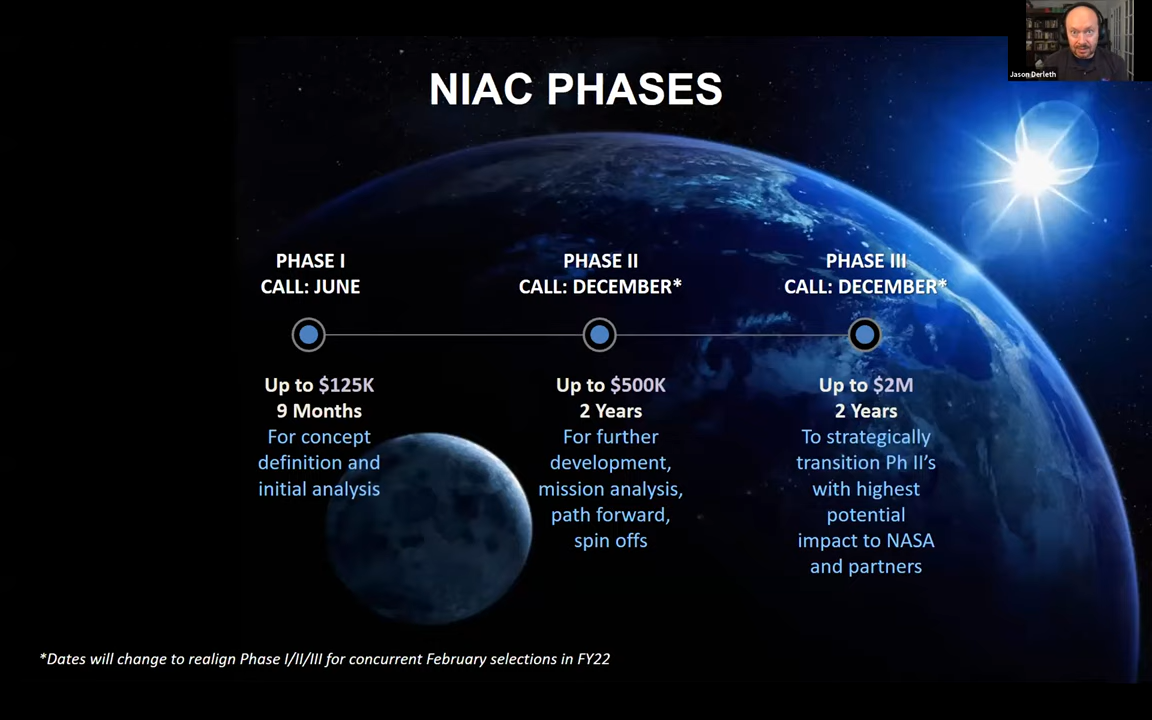 Jason Derleth
NIAC PHASES
PHASE I
CALL: JUNE
Up to $125K
9 Months
For concept
definition and
initial analysis
PHASE II
CALL: DECEMBER*
Up to $500K
2 Years
For further
development,
mission analysis,
path forward,
spin offs
PHASE III
CALL: DECEMBER*
Up to $2M
2 Years
To strategically
transition Ph II’s
with highest
potential
impact to NASA
and partners
*Dates will change to realign Phase I/II/III for concurrent February selections in FY22